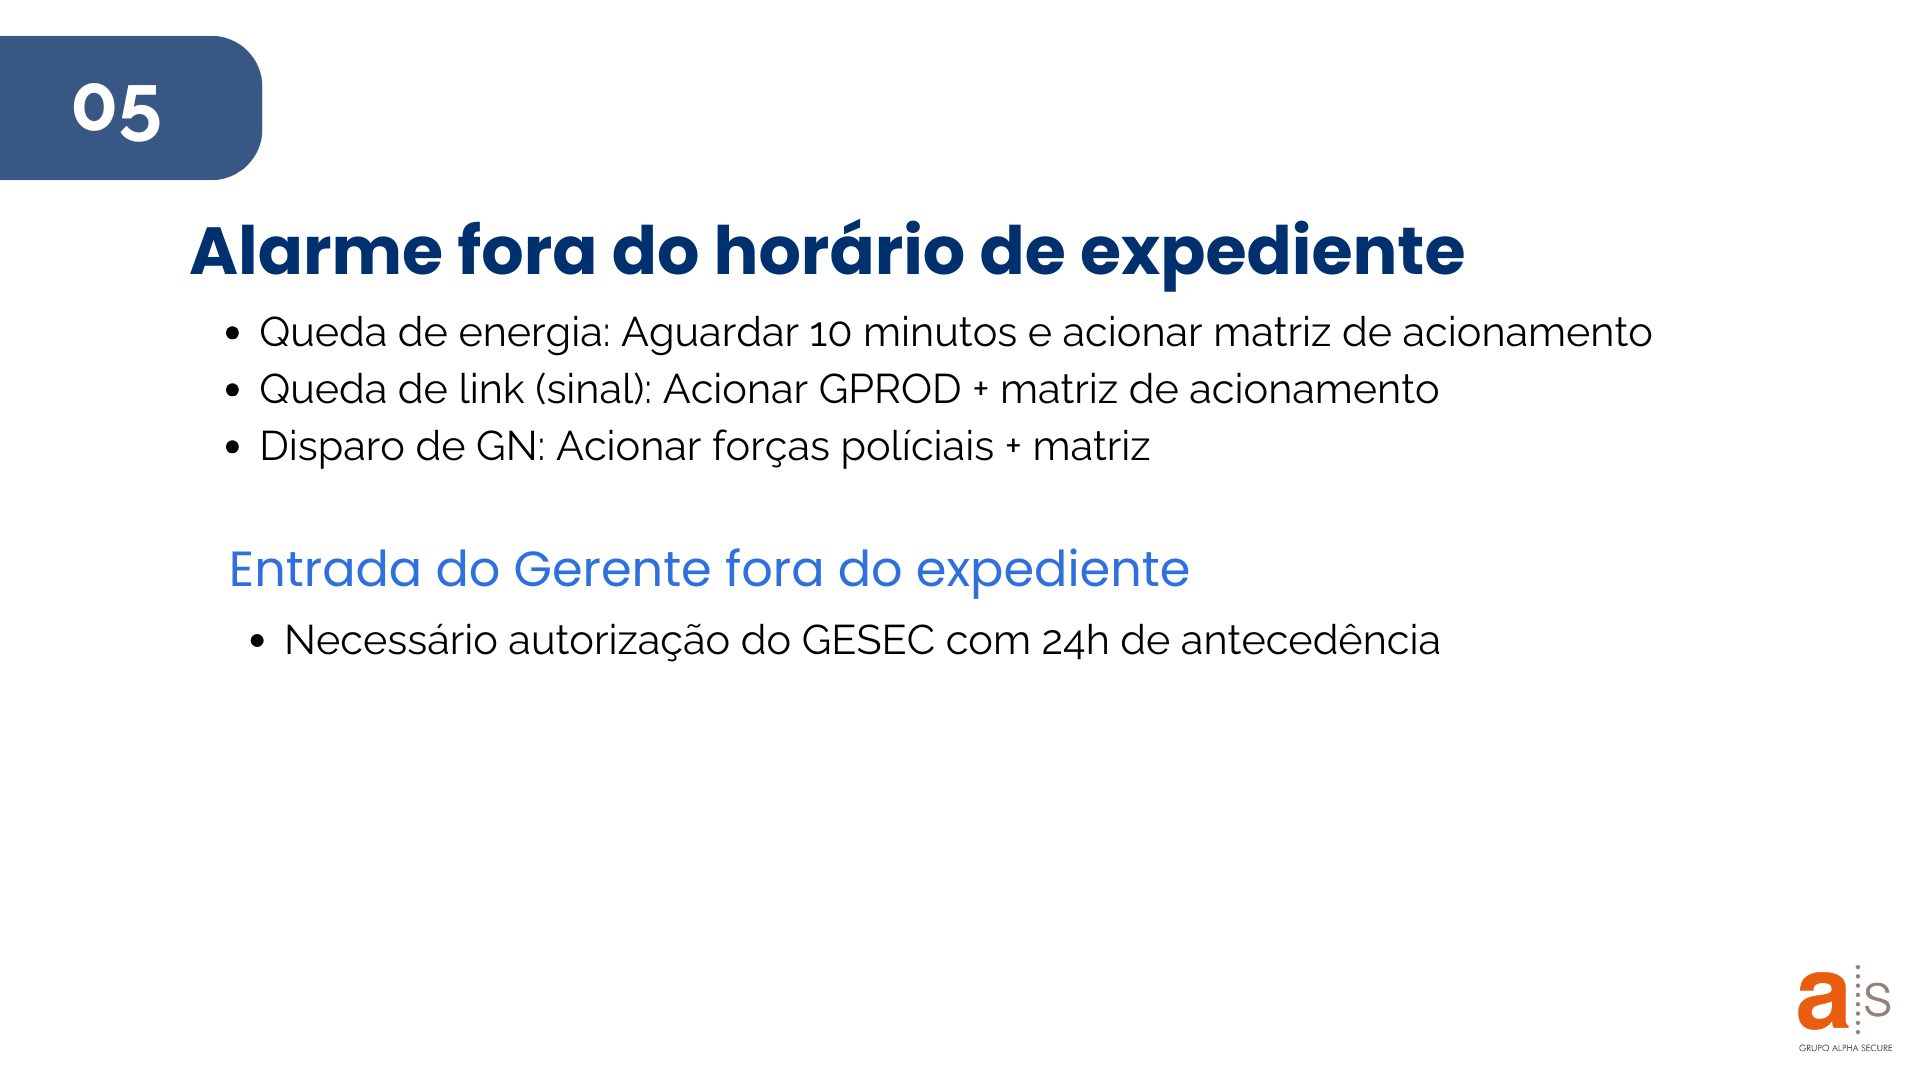 05
Alarme fora do horário de expediente
• Queda de energia: Aguardar 10 minutos e acionar matriz de acionamento
• Queda de link (sinal): Acionar GPROD + matriz de acionamento
• Disparo de GN: Acionar forças políciais + matriz
Entrada do Gerente fora do expediente
• Necessário autorização do GESEC com 24h de antecedência
a s
GRUPO ALPHA SECURE